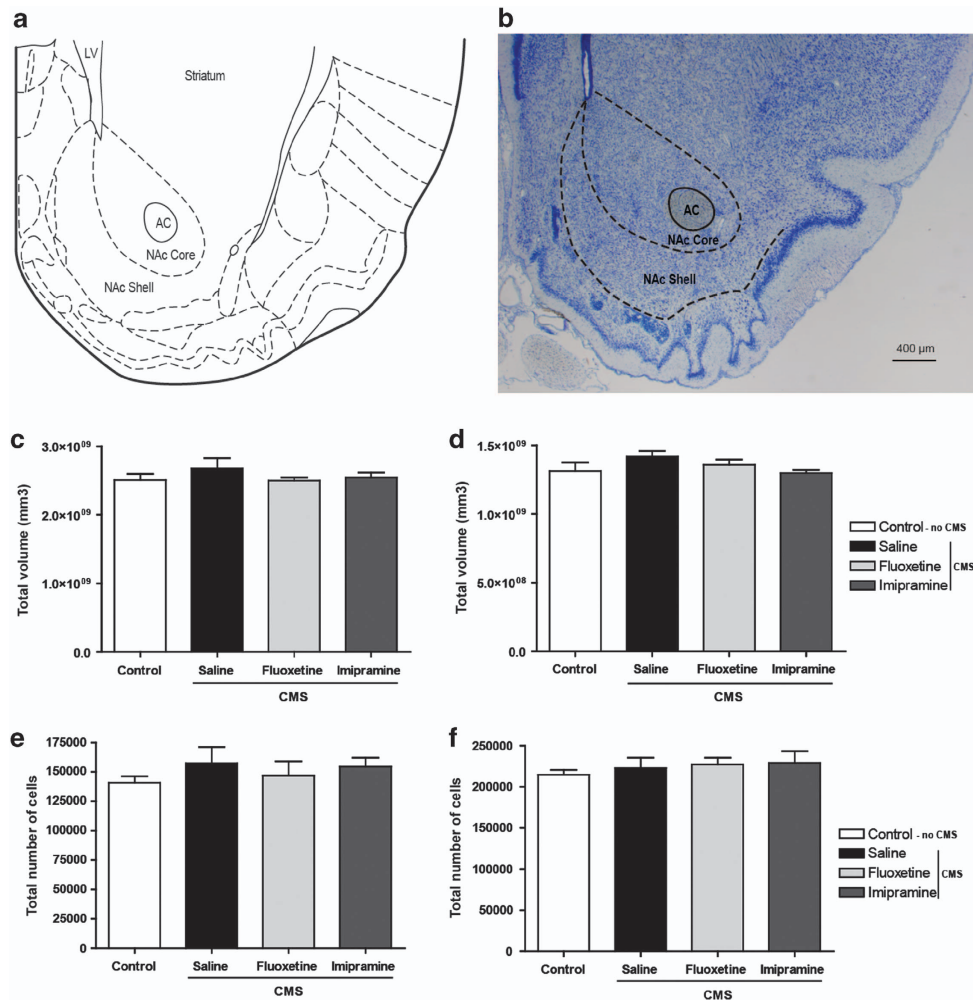 a
LV
Striatum
AC
NAc Core
NAc Shell
b
AC
NAc Core
NAc Shell
400 µm
c
Total volume (mm3)
3.0×10⁰⁹
2.0×10⁰⁹
1.0×10⁰⁹
0.0
Control Saline Fluoxetine Imipramine
CMS
d
Total volume (mm3)
1.5×10⁰⁹
1.0×10⁰⁹
5.0×10⁰⁸
0.0
Control Saline Fluoxetine Imipramine
CMS
Control - no CMS
Saline
Fluoxetine
Imipramine
CMS
e
Total number of cells
175000
150000
125000
100000
75000
50000
25000
0
Control Saline Fluoxetine Imipramine
CMS
f
Total number of cells
250000
200000
150000
100000
50000
0
Control Saline Fluoxetine Imipramine
CMS
Control - no CMS
Saline
Fluoxetine
Imipramine
CMS